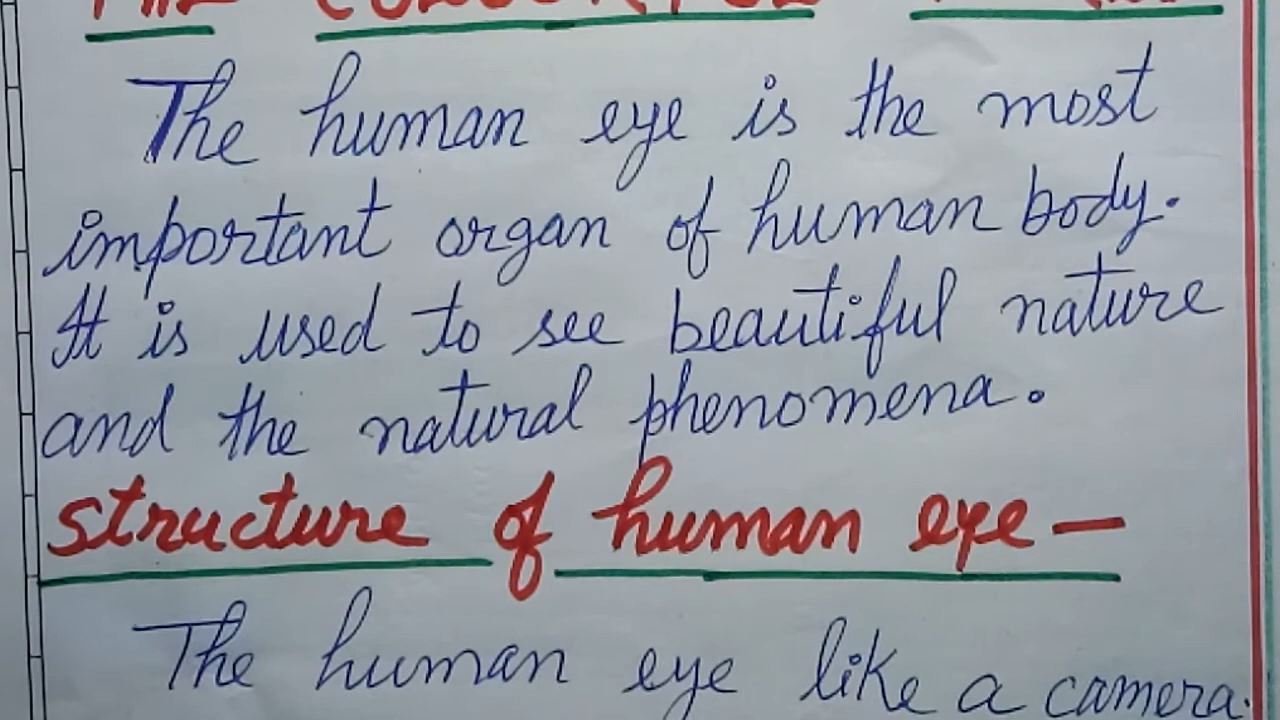 The human eye is the most
important organ of human body.
It is used to see beautiful nature
and the natural phenomena.
structure of human eye-
The human eye like a camera.